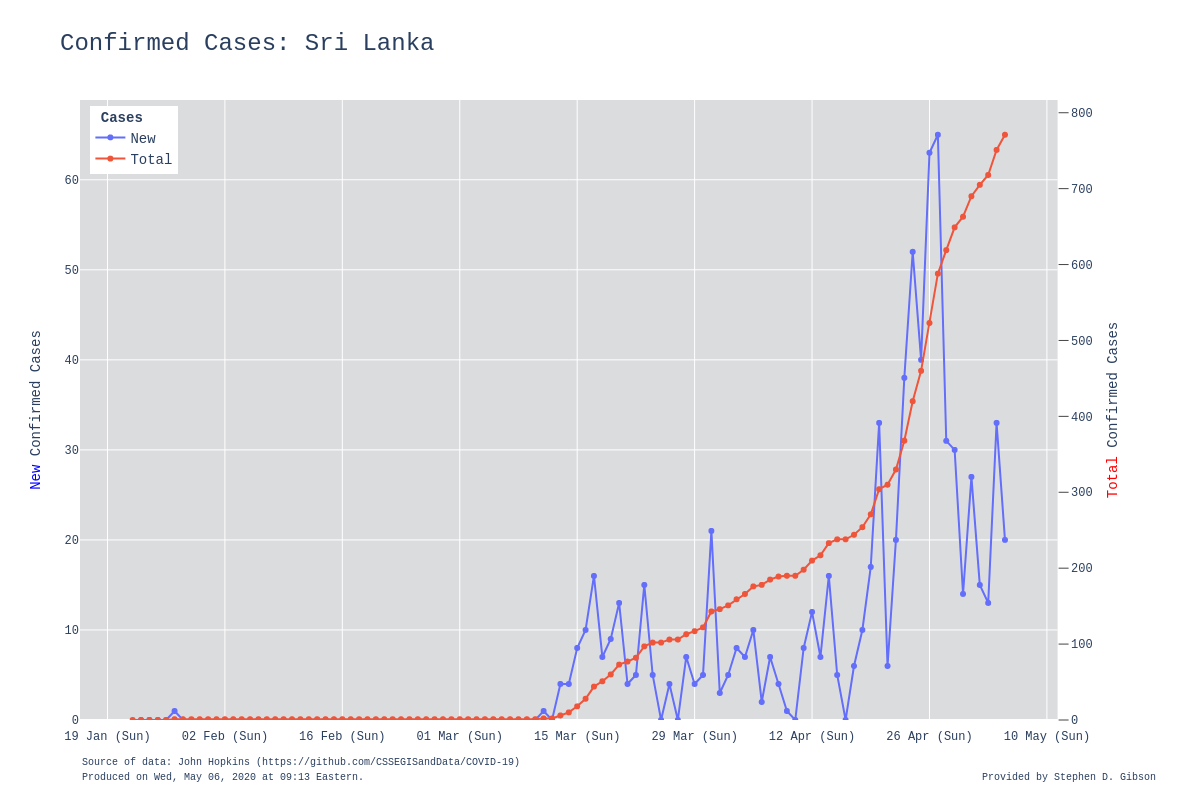 Confirmed Cases: Sri Lanka
Cases
New
Total
800
700
600
500
400
300
200
100
0
60
50
40
30
20
10
0
New Confirmed Cases
Total Confirmed Cases
19 Jan (Sun) 02 Feb (Sun) 16 Feb (Sun) 01 Mar (Sun) 15 Mar (Sun) 29 Mar (Sun) 12 Apr (Sun) 26 Apr (Sun) 10 May (Sun)
Source of data: John Hopkins (https://github.com/CSSEGISandData/COVID-19)
Produced on Wed, May 06, 2020 at 09:13 Eastern.
Provided by Stephen D. Gibson